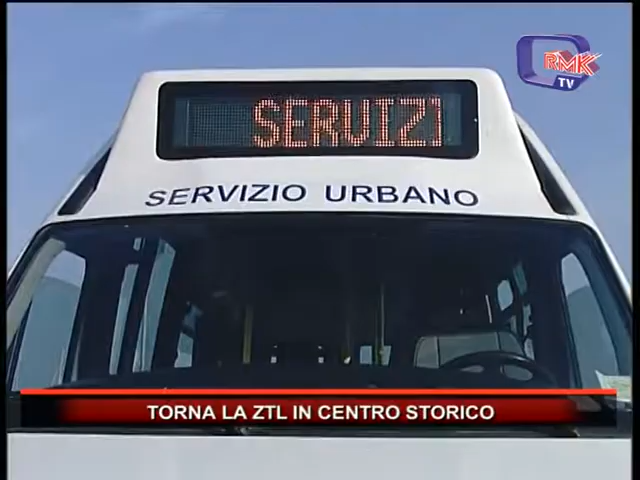 RMK
TV
SERVIZI
SERVIZIO URBANO
TORNA LA ZTL IN CENTRO STORICO